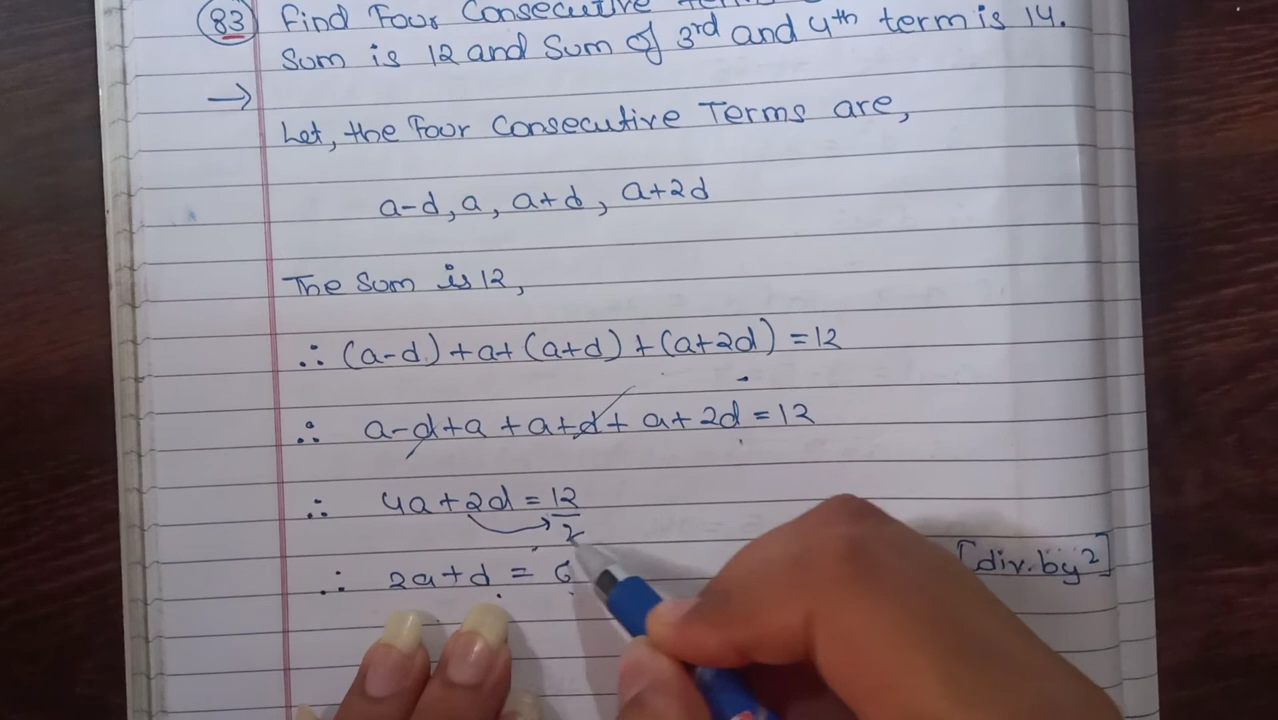 83 Find Four Consecutive
Sum is 12 and Sum of 3rd and 4th term is 14.
→
Let, the Four Consecutive Terms are,
a-d, a, a+d, a+2d
The Sum is 12,
∴ (a-d) + a + (a+d) + (a+2d) = 12
∴ a-d+a + a+d + a+2d = 12
∴ 4a+2d = 12/2
∴ 2a+d = 6 [div. by 2]